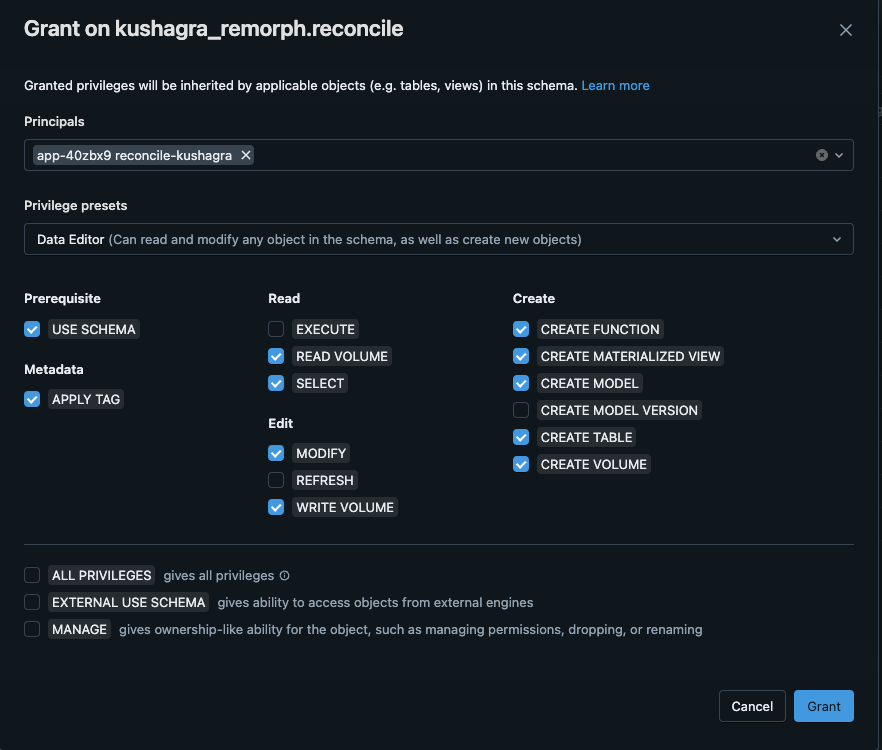 Grant on kushagra_remorph.reconcile
Granted privileges will be inherited by applicable objects (e.g. tables, views) in this schema. Learn more
Principals
app-40zbx9 reconcile-kushagra
Privilege presets
Data Editor (Can read and modify any object in the schema, as well as create new objects)
Prerequisite
USE SCHEMA
Metadata
APPLY TAG
Read
EXECUTE
READ VOLUME
SELECT
Edit
MODIFY
REFRESH
WRITE VOLUME
Create
CREATE FUNCTION
CREATE MATERIALIZED VIEW
CREATE MODEL
CREATE MODEL VERSION
CREATE TABLE
CREATE VOLUME
ALL PRIVILEGES gives all privileges
EXTERNAL USE SCHEMA gives ability to access objects from external engines
MANAGE gives ownership-like ability for the object, such as managing permissions, dropping, or renaming
Cancel
Grant